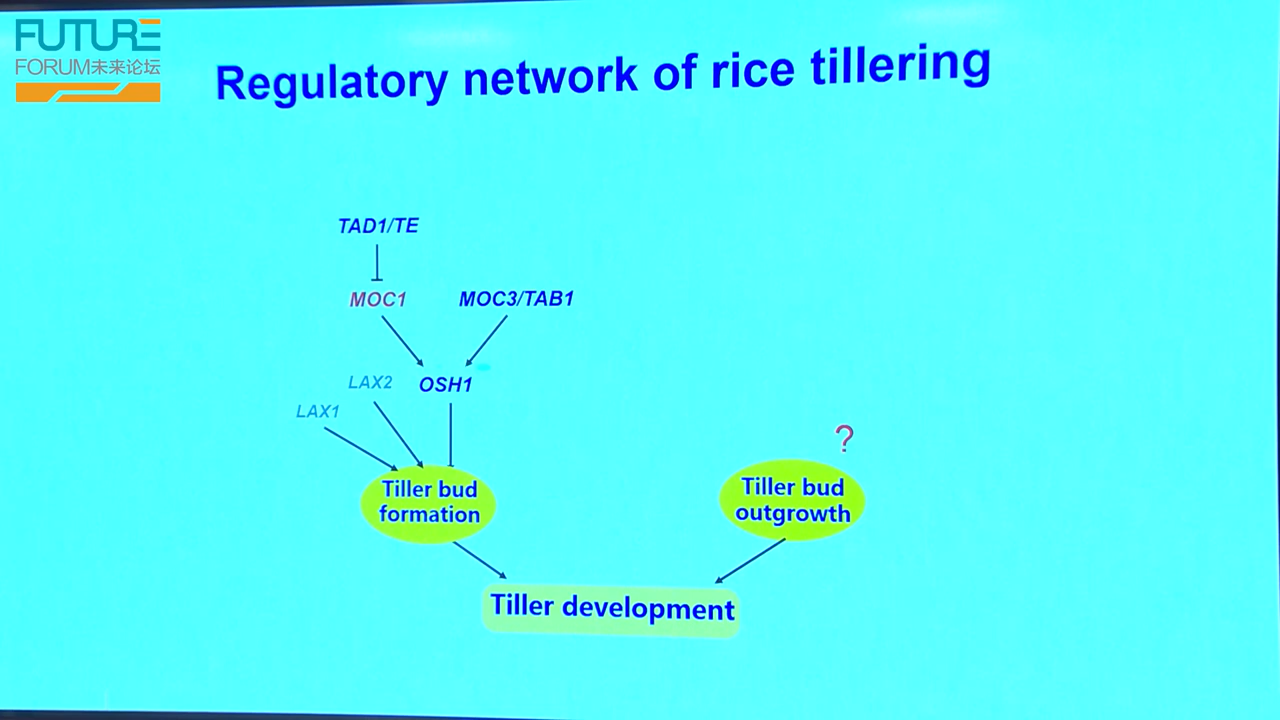 FUTURE
FORUM未来论坛
Regulatory network of rice tillering
TAD1/TE
MOC1
MOC3/TAB1
LAX2
OSH1
LAX1
?
Tiller bud
formation
Tiller bud
outgrowth
Tiller development